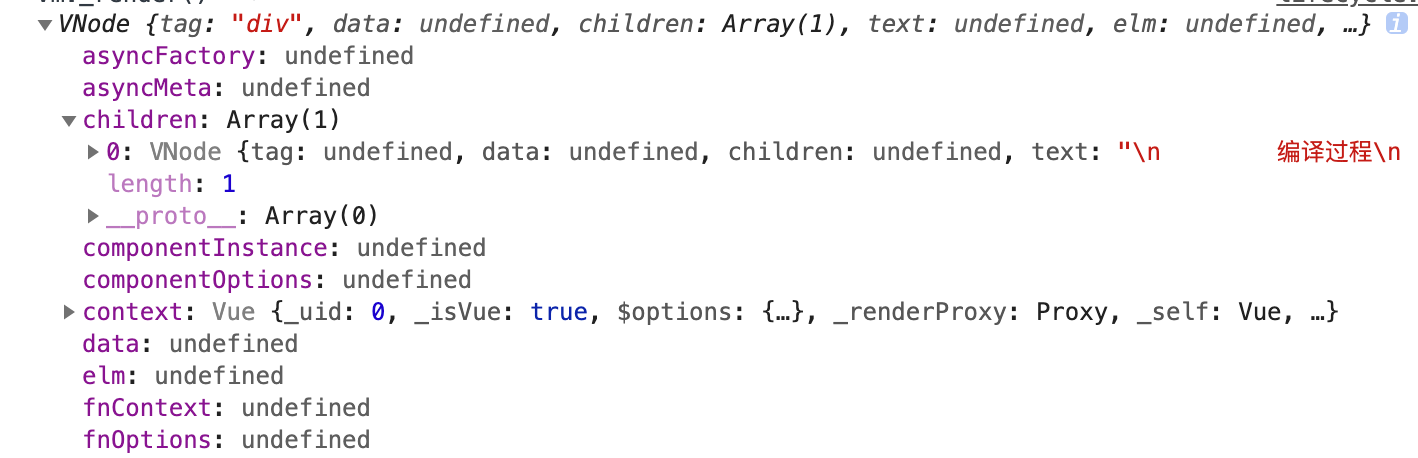 vm._render()
lifecycle.
▼VNode {tag: "div", data: undefined, children: Array(1), text: undefined, elm: undefined, …} i
asyncFactory: undefined
asyncMeta: undefined
▼children: Array(1)
▶0: VNode {tag: undefined, data: undefined, children: undefined, text: "\n 编译过程\n
length: 1
▶__proto__: Array(0)
componentInstance: undefined
componentOptions: undefined
▶context: Vue {_uid: 0, _isVue: true, $options: {…}, _renderProxy: Proxy, _self: Vue, …}
data: undefined
elm: undefined
fnContext: undefined
fnOptions: undefined